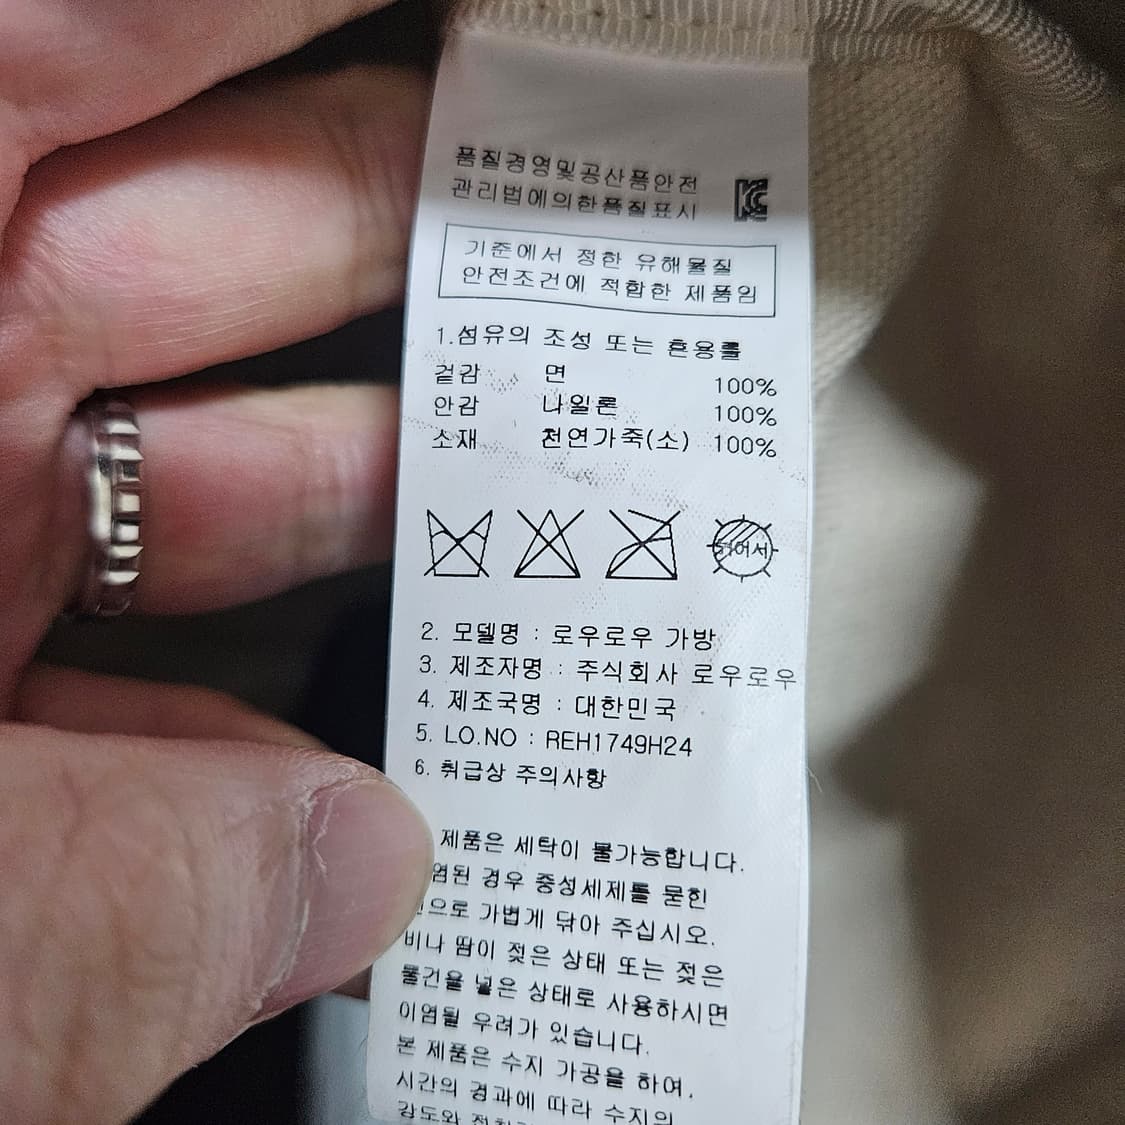 품질경영및공산품안전
관리법에의한품질표시
KC
기준에서 정한 유해물질
안전조건에 적합한 제품임
1.섬유의 조성 또는 혼용률
겉감 면 100%
안감 나일론 100%
소재 천연가죽(소) 100%
뉘어서
2. 모델명 : 로우로우 가방
3. 제조자명 : 주식회사 로우로우
4. 제조국명 : 대한민국
5. LO.NO : REH1749H24
6. 취급상 주의사항
제품은 세탁이 불가능합니다.
염된 경우 중성세제를 묻힌
으로 가볍게 닦아 주십시오.
비나 땀이 젖은 상태 또는 젖은
물건을 넣은 상태로 사용하시면
이염될 우려가 있습니다.
본 제품은 수지 가공을 하여,
시간의 경과에 따라 수지의
강도와